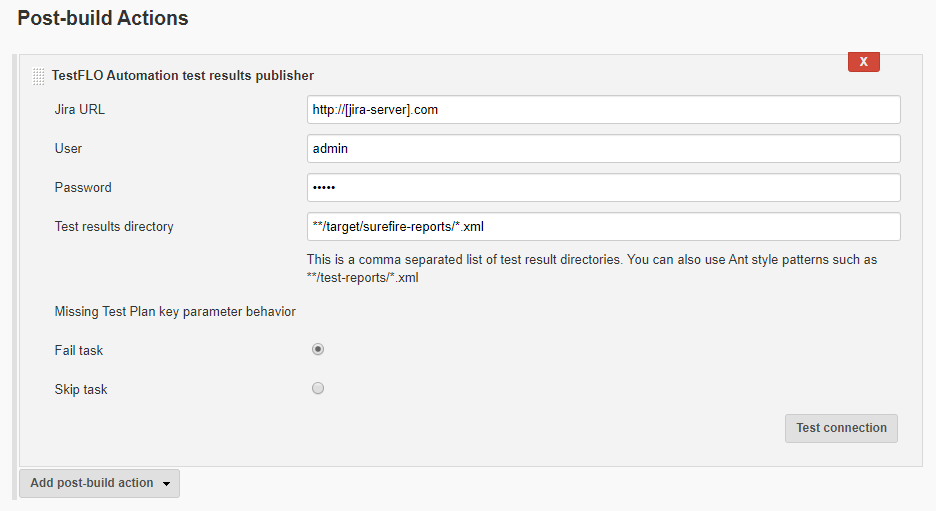 Post-build Actions
X
TestFLO Automation test results publisher
Jira URL
http://[jira-server].com
User
admin
Password
•••••
Test results directory
**/target/surefire-reports/*.xml
This is a comma separated list of test result directories. You can also use Ant style patterns such as
**/test-reports/*.xml
Missing Test Plan key parameter behavior
Fail task
Skip task
Test connection
Add post-build action